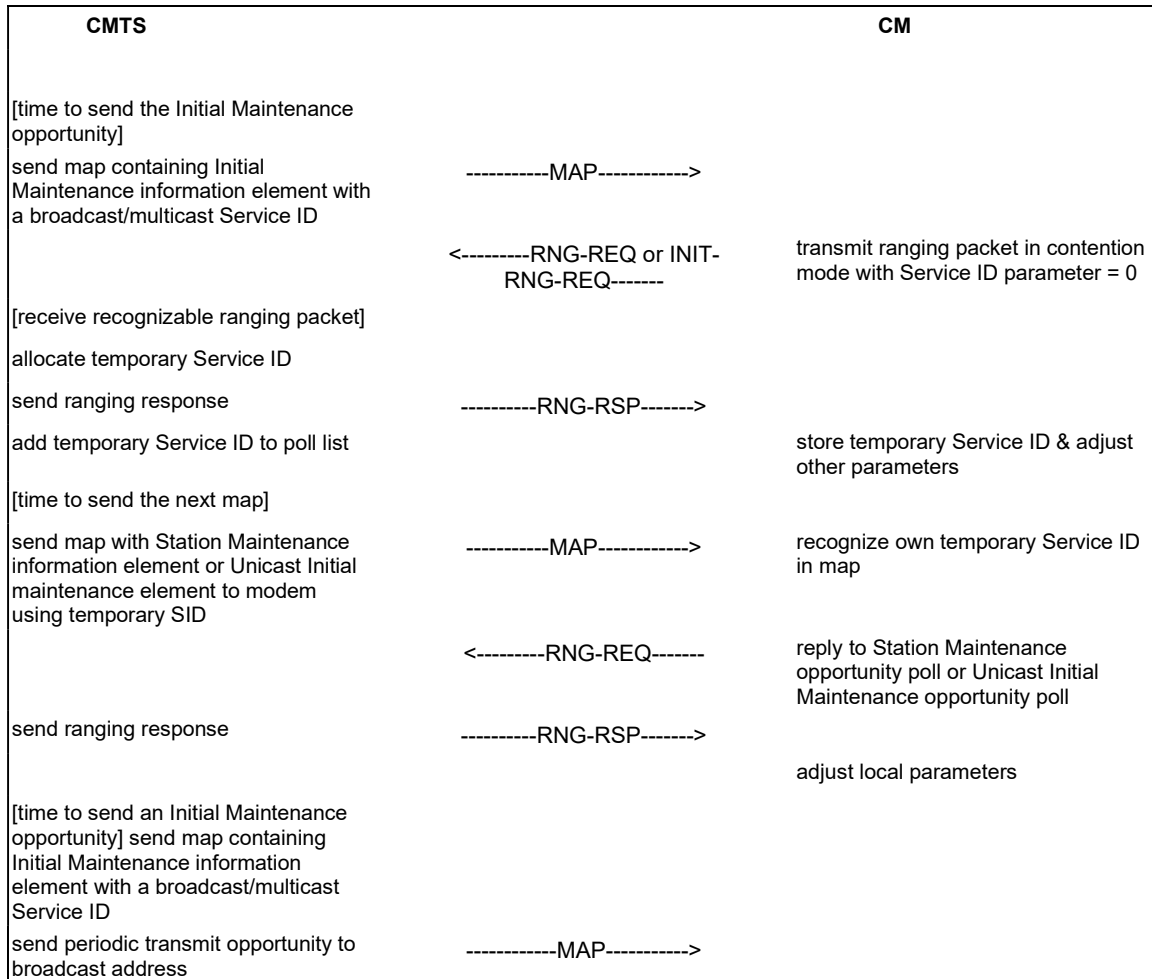 CMTS
CM
[time to send the Initial Maintenance
opportunity]
send map containing Initial
Maintenance information element with
a broadcast/multicast Service ID
-----------MAP------------>
<---------RNG-REQ or INIT-
RNG-REQ-------
transmit ranging packet in contention
mode with Service ID parameter = 0
[receive recognizable ranging packet]
allocate temporary Service ID
send ranging response
----------RNG-RSP------->
add temporary Service ID to poll list
store temporary Service ID & adjust
other parameters
[time to send the next map]
send map with Station Maintenance
information element or Unicast Initial
maintenance element to modem
using temporary SID
-----------MAP------------>
recognize own temporary Service ID
in map
<---------RNG-REQ-------
reply to Station Maintenance
opportunity poll or Unicast Initial
Maintenance opportunity poll
send ranging response
----------RNG-RSP------->
adjust local parameters
[time to send an Initial Maintenance
opportunity] send map containing
Initial Maintenance information
element with a broadcast/multicast
Service ID
send periodic transmit opportunity to
broadcast address
------------MAP----------->